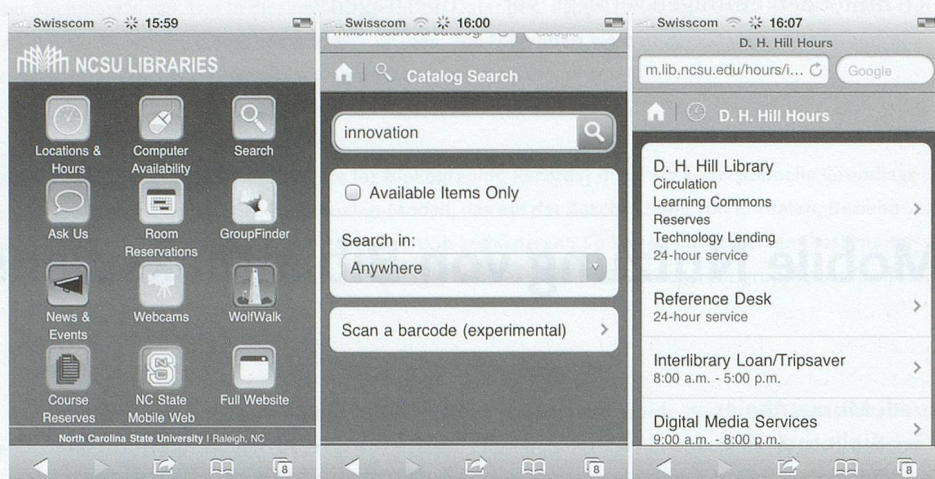 Swisscom 15:59
NCSU LIBRARIES
Locations & Hours
Computer Availability
Search
Ask Us
Room Reservations
GroupFinder
News & Events
Webcams
WolfWalk
Course Reserves
NC State Mobile Web
Full Website
North Carolina State University | Raleigh, NC
8
Swisscom 16:00
Google
Catalog Search
innovation
Available Items Only
Search in:
Anywhere
Scan a barcode (experimental)
8
Swisscom 16:07
D. H. Hill Hours
m.lib.ncsu.edu/hours/i... Google
D. H. Hill Hours
D. H. Hill Library
Circulation
Learning Commons
Reserves
Technology Lending
24-hour service
Reference Desk
24-hour service
Interlibrary Loan/Tripsaver
8:00 a.m. - 5:00 p.m.
Digital Media Services
9:00 a.m. - 8:00 p.m.
8